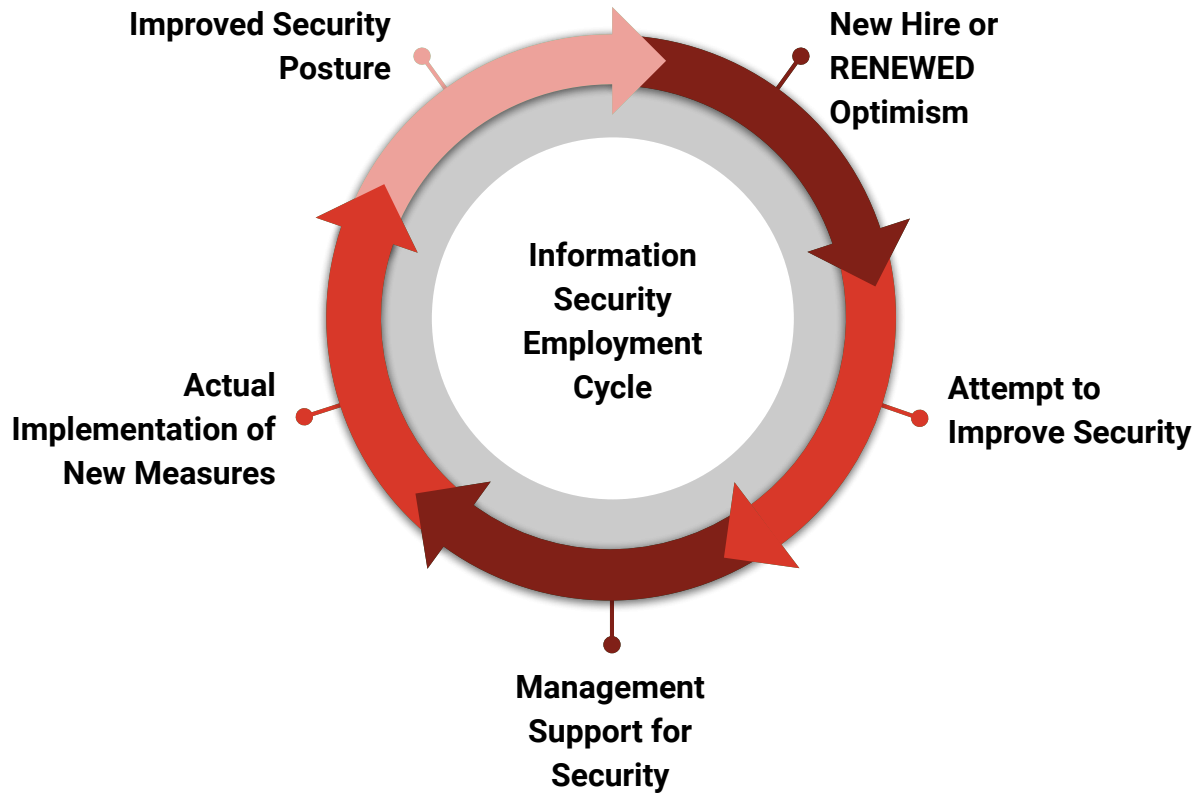 Improved Security
Posture
New Hire or
RENEWED
Optimism
Information
Security
Employment
Cycle
Actual
Implementation of
New Measures
Attempt to
Improve Security
Management
Support for
Security